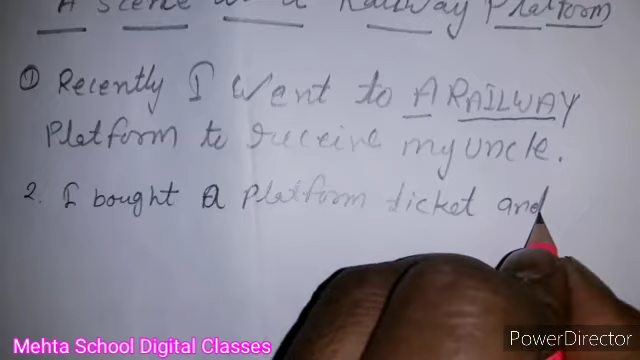 A Scene at a Railway Platform
① Recently I Went to A RAILWAY
Platform to receive my uncle.
2. I bought a platform ticket and
Mehta School Digital Classes
PowerDirector